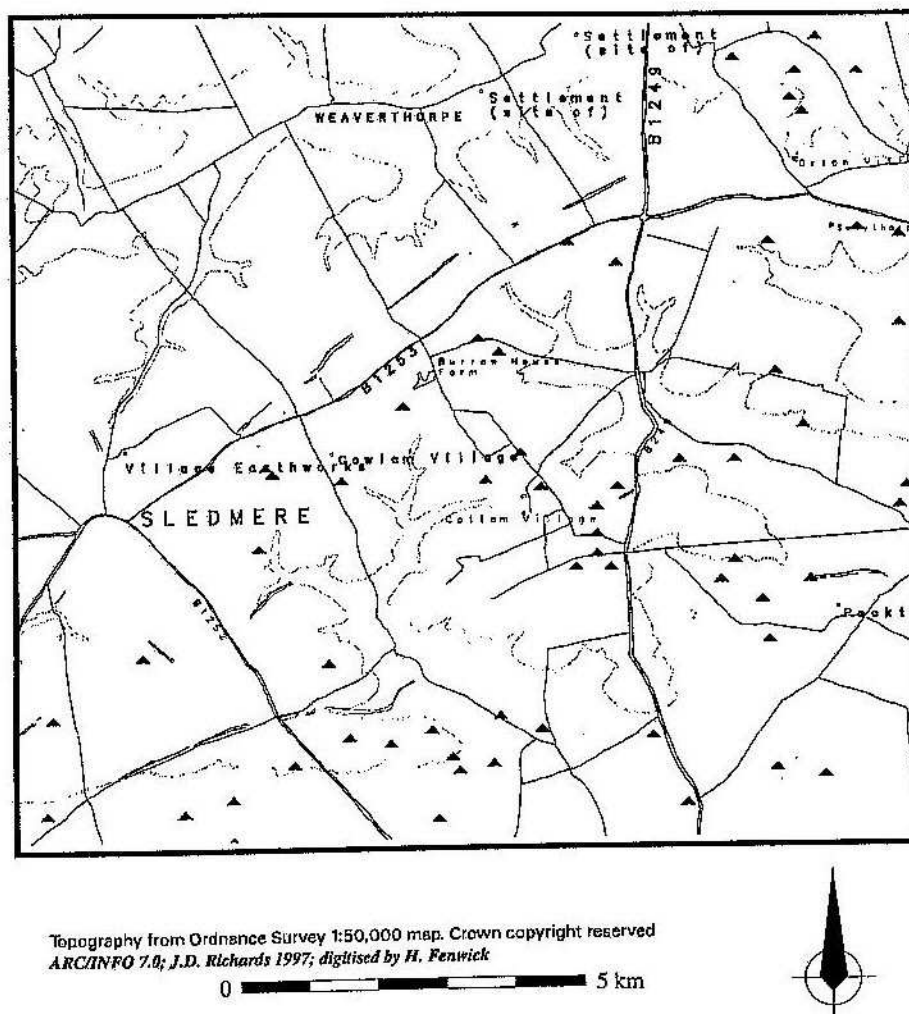 Settlement
(site of)
B1249
WEAVERTHORPE
Settlement
(site of)
Burrow House
Farm
B1253
Village Earthworks
Cowlam Village
SLEDMERE
Cottam Village
B1252
0
5 km
Topography from Ordnance Survey 1:50,000 map. Crown copyright reserved
ARC/INFO 7.0; J.D. Richards 1997; digitised by H. Fenwick